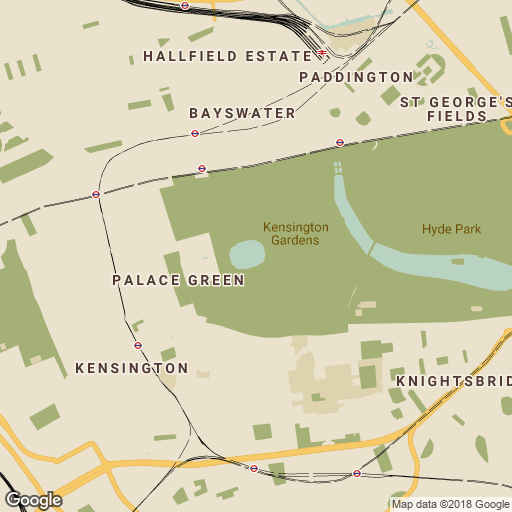 HALLFIELD ESTATE
PADDINGTON
ST GEORGE'S
FIELDS
BAYSWATER
Kensington
Gardens
Hyde Park
PALACE GREEN
KENSINGTON
KNIGHTSBRID
Google
Google
Map data ©2018 Google